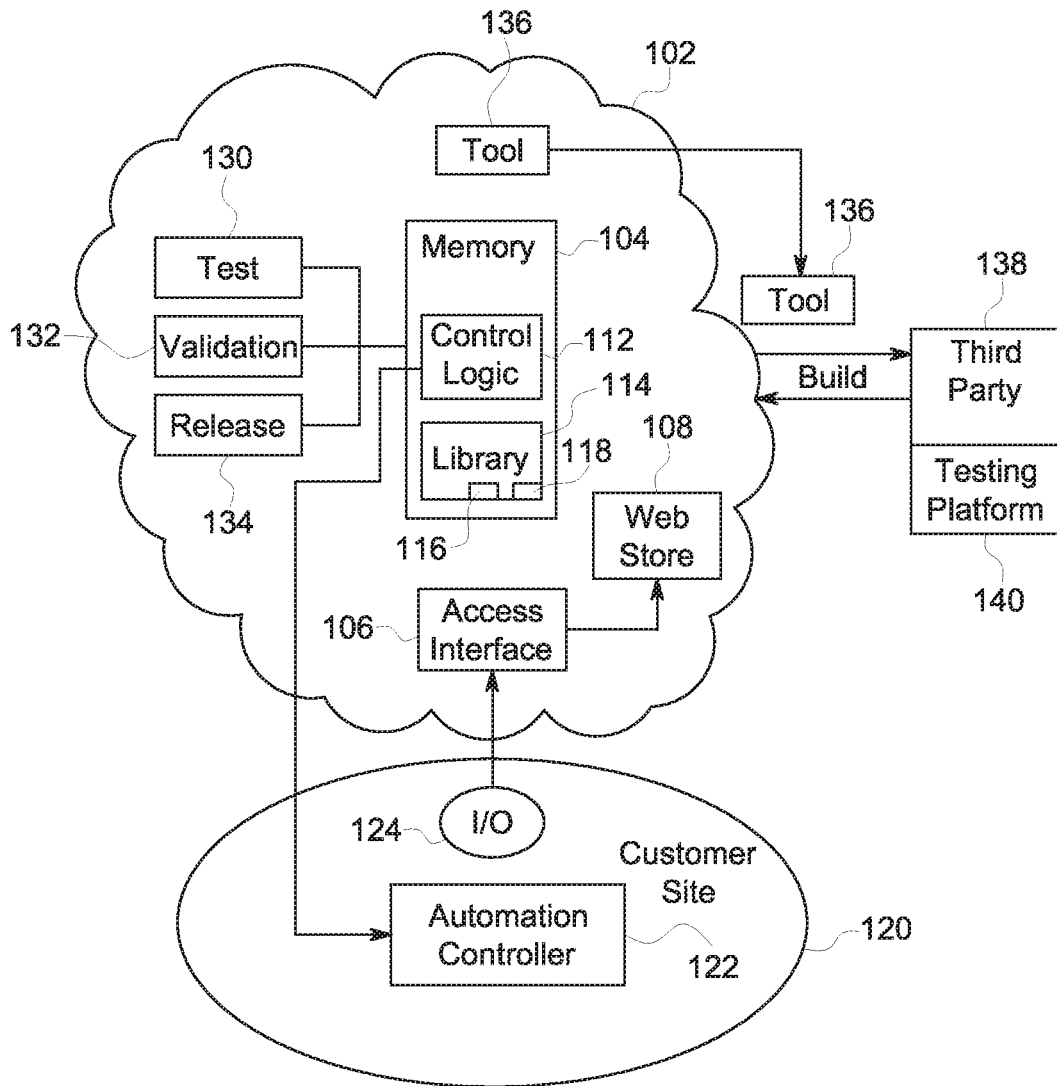 136
102
Tool
130
Test
Memory
104
136
Tool
138
132
Validation
Control
Logic
112
Third
Party
Build
114
Release
Library
118
108
134
116
Web
Store
Testing
Platform
140
106
Access
Interface
I/O
124
Customer
Site
Automation
Controller
122
120